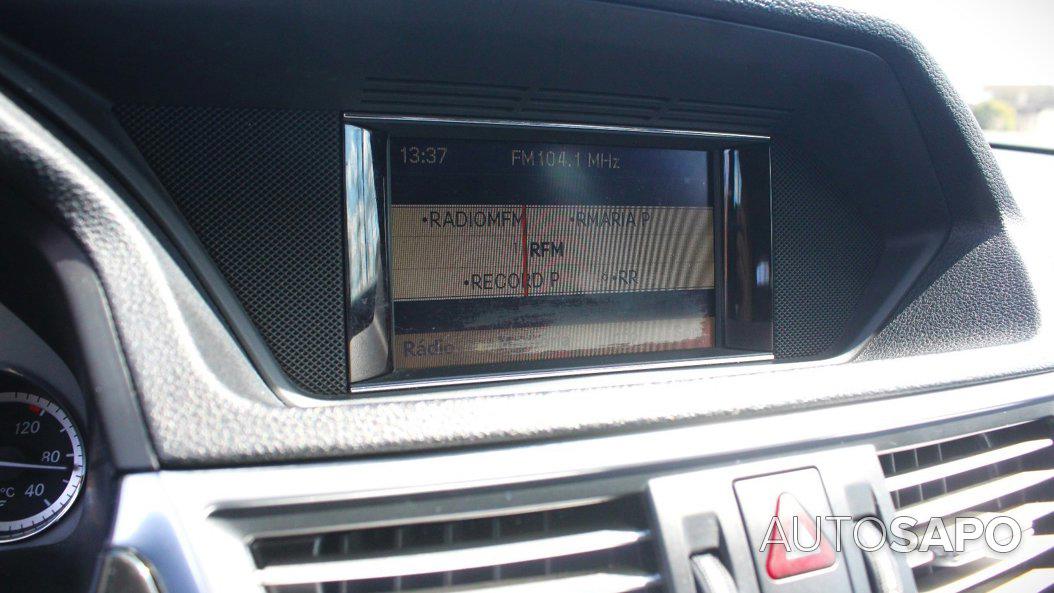 13:37 FM104.1 MHz
•RADIOMFM •RMARIA P
RFM
•RECORD P •RR
Rádio
120
80
°C 40
AUTOSAPO